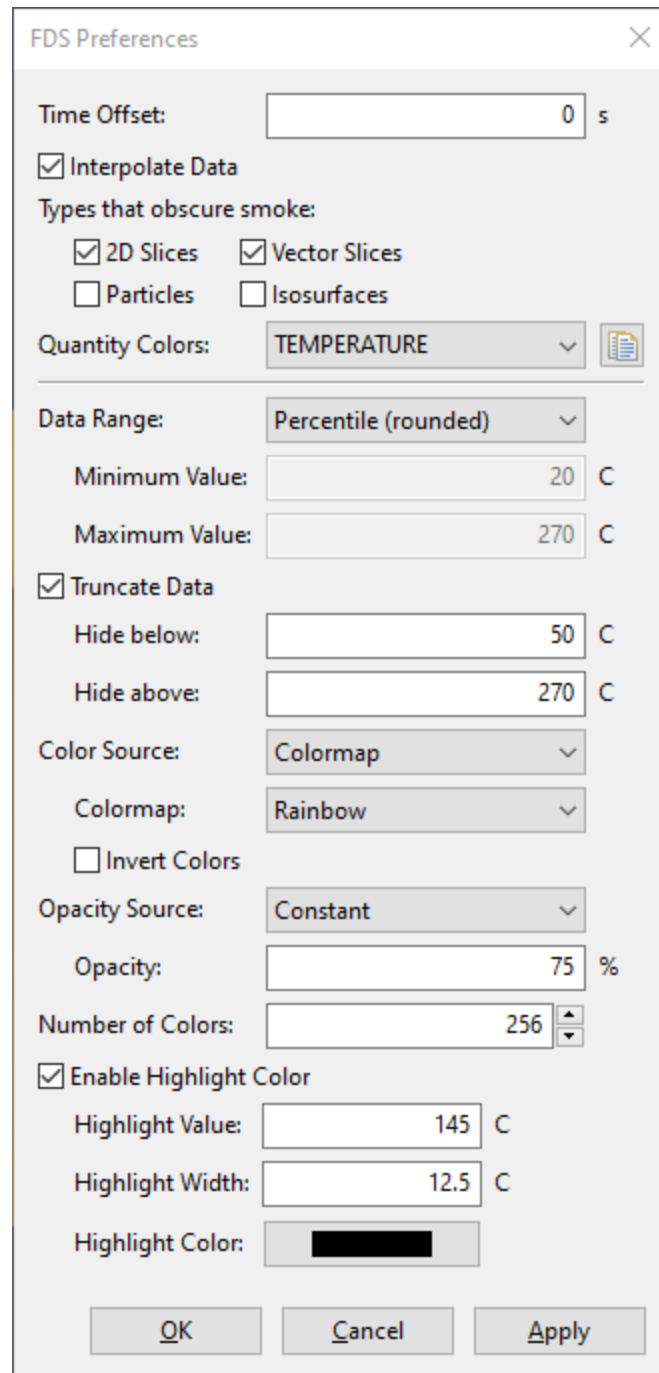 FDS Preferences
Time Offset: 0 s
Interpolate Data
Types that obscure smoke:
2D Slices Vector Slices
Particles Isosurfaces
Quantity Colors: TEMPERATURE
Data Range: Percentile (rounded)
Minimum Value: 20 C
Maximum Value: 270 C
Truncate Data
Hide below: 50 C
Hide above: 270 C
Color Source: Colormap
Colormap: Rainbow
Invert Colors
Opacity Source: Constant
Opacity: 75 %
Number of Colors: 256
Enable Highlight Color
Highlight Value: 145 C
Highlight Width: 12.5 C
Highlight Color:
OK Cancel Apply